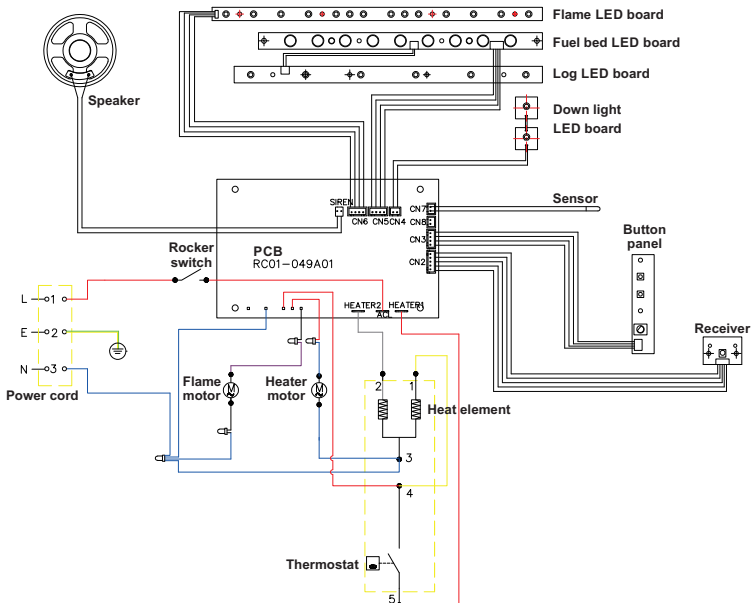 Flame LED board
Fuel bed LED board
Log LED board
Speaker
Down light
LED board
SIREN
CN6
CN5
CN4
CN7
CN8
CN3
CN2
Sensor
Button
panel
Rocker
switch
PCB
RC01-049A01
HEATER2
ACL
HEATER1
Receiver
L
1
E
2
N
3
Power cord
Flame
motor
M
Heater
motor
M
2
1
Heat element
3
4
Thermostat
5